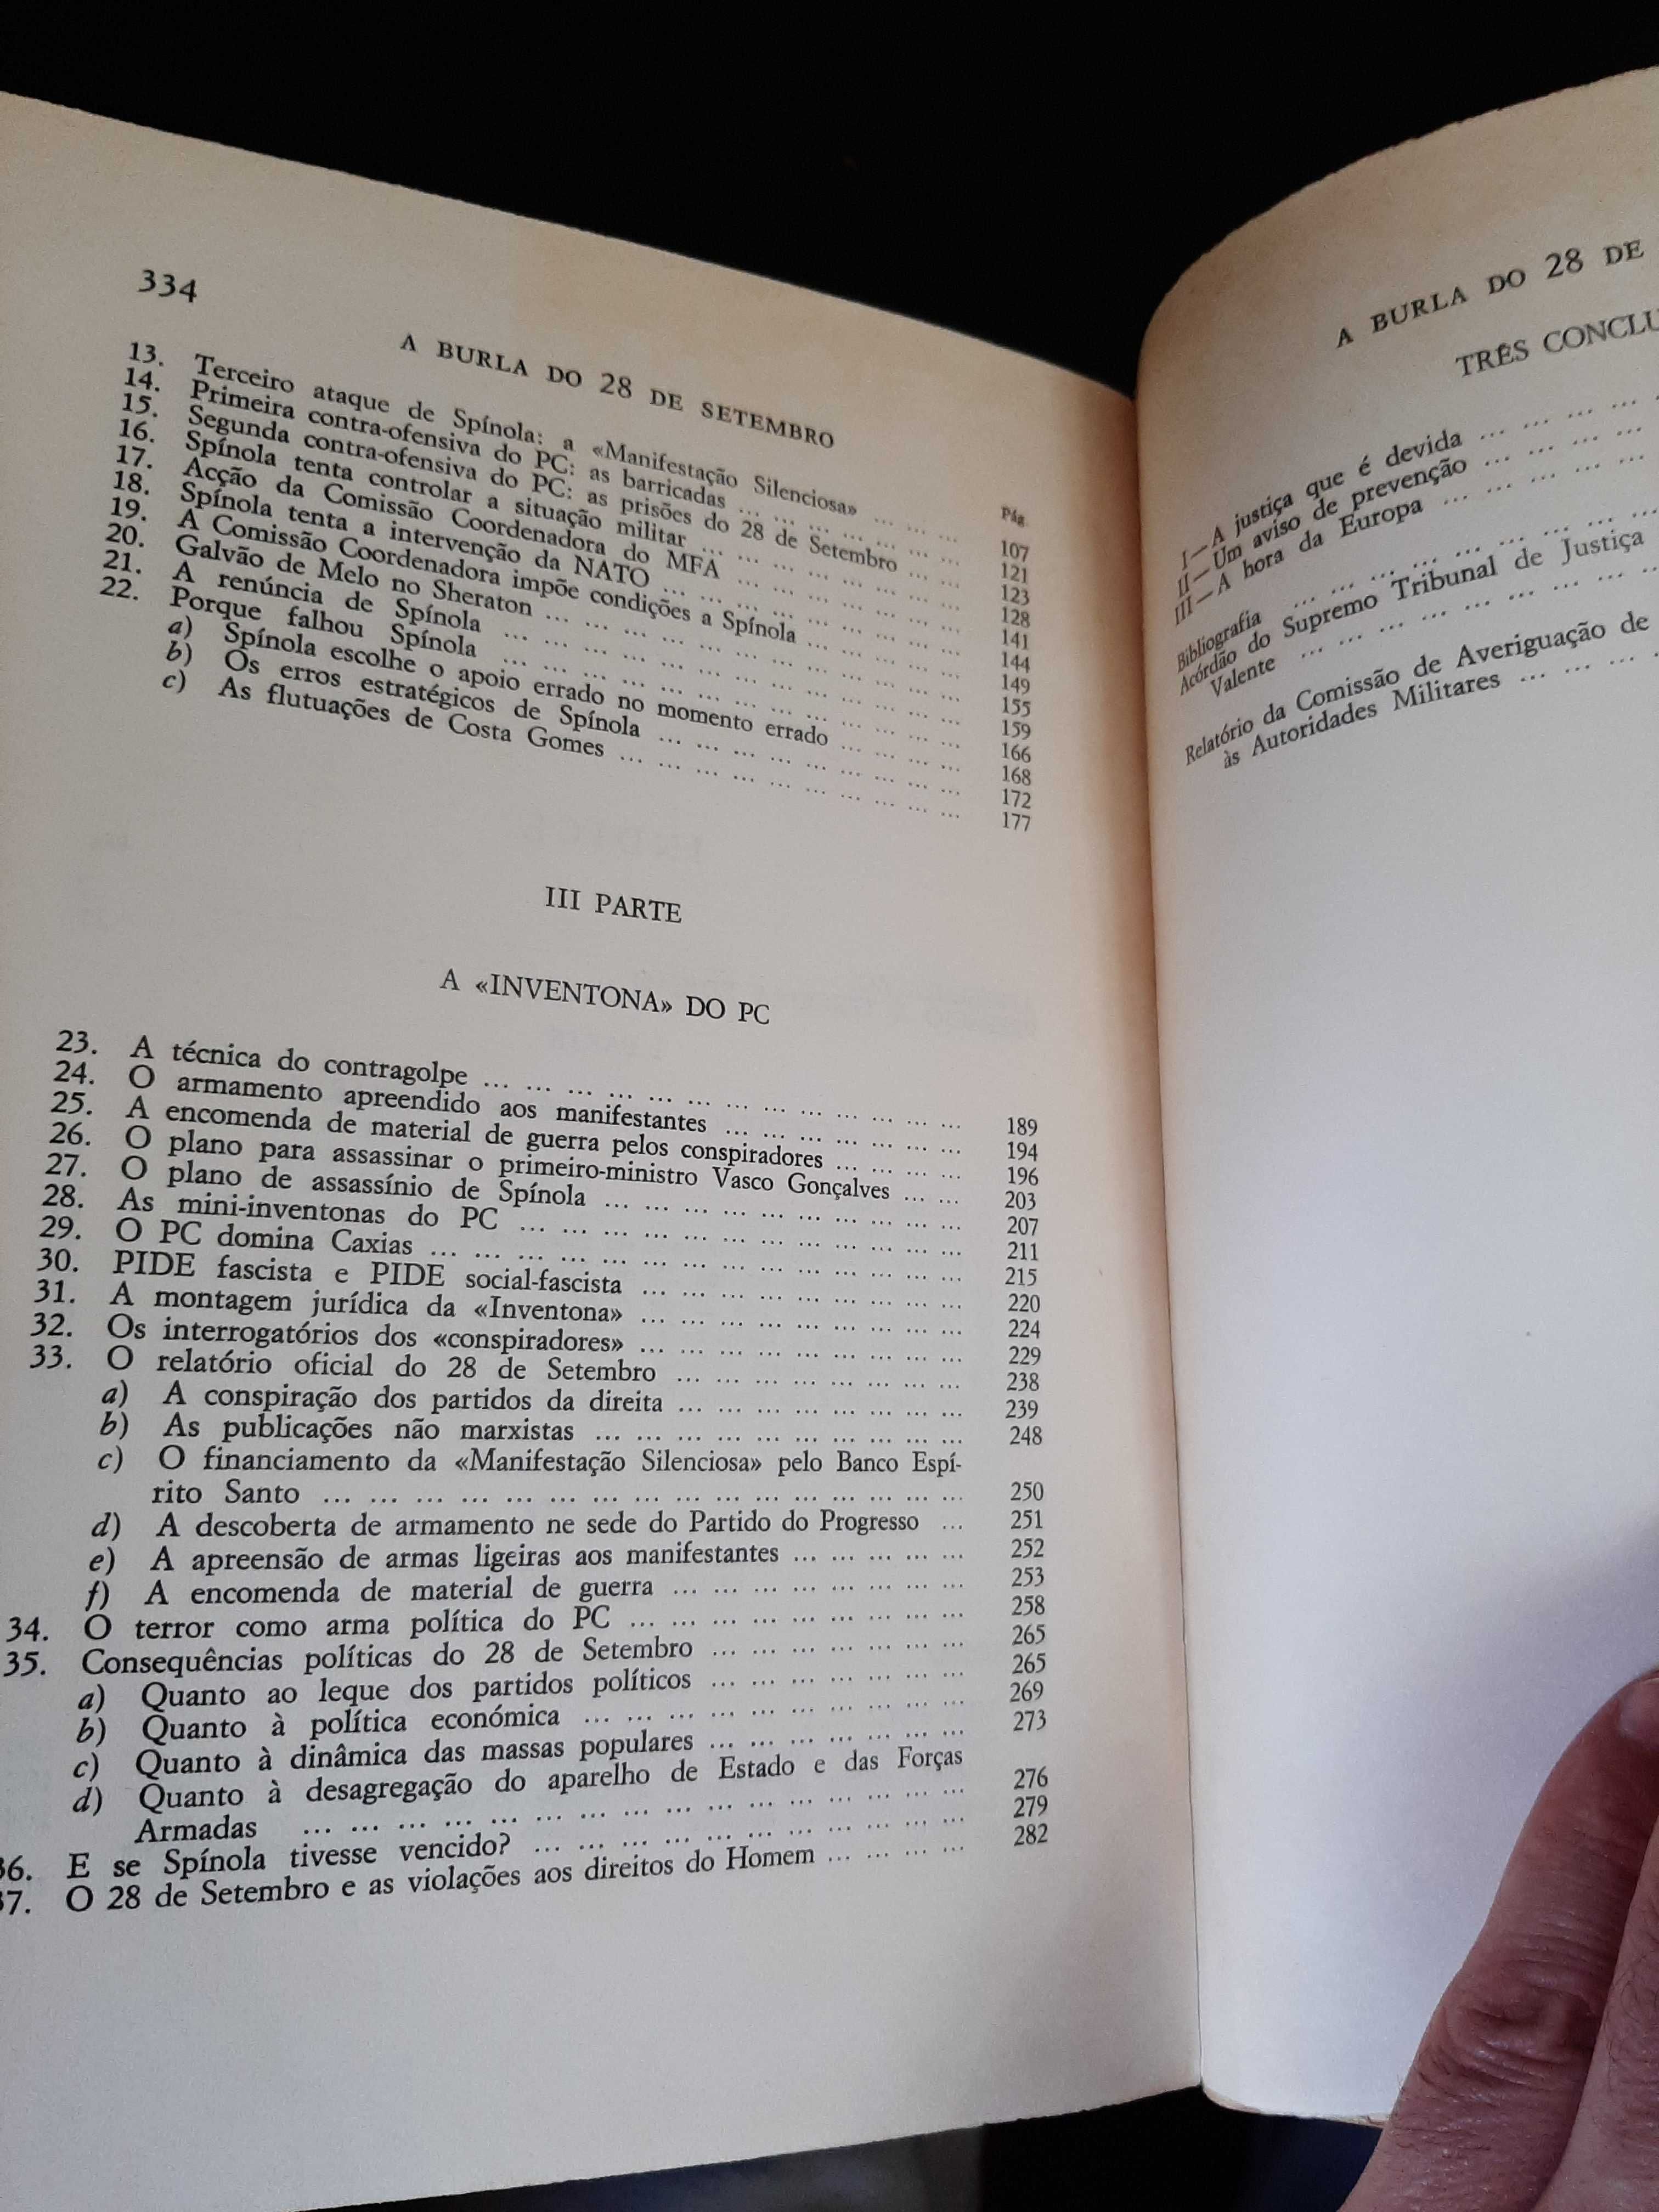 334
A BURLA DO 28 DE SETEMBRO
Pág
13. Terceiro ataque de Spínola: a «Manifestação Silenciosa» ... ... 107
14. Primeira contra-ofensiva do PC: as barricadas ... ... ... ... ... ... 121
15. Segunda contra-ofensiva do PC: as prisões do 28 de Setembro ... ... 123
16. Spínola tenta controlar a situação militar ... ... ... ... ... ... ... 128
17. Acção da Comissão Coordenadora do MFA ... ... ... ... ... ... 141
18. Spínola tenta a intervenção da NATO ... ... ... ... ... ... ... ... 144
19. A Comissão Coordenadora impõe condições a Spínola ... ... ... ... 149
20. Galvão de Melo no Sheraton ... ... ... ... ... ... ... ... ... ... 155
21. A renúncia de Spínola ... ... ... ... ... ... ... ... ... ... ... 159
22. Porque falhou Spínola ... ... ... ... ... ... ... ... ... ... ... 166
a) Spínola escolhe o apoio errado no momento errado ... ... ... 168
b) Os erros estratégicos de Spínola ... ... ... ... ... ... ... ... 172
c) As flutuações de Costa Gomes ... ... ... ... ... ... ... ... ... 177
III PARTE
A «INVENTONA» DO PC
23. A técnica do contragolpe ... ... ... ... ... ... ... ... ... ... ... ... 189
24. O armamento apreendido aos manifestantes ... ... ... ... ... ... 194
25. A encomenda de material de guerra pelos conspiradores ... ... ... ... 196
26. O plano para assassinar o primeiro-ministro Vasco Gonçalves ... ... 203
27. O plano de assassínio de Spínola ... ... ... ... ... ... ... ... ... 207
28. As mini-inventonas do PC ... ... ... ... ... ... ... ... ... ... ... 211
29. O PC domina Caxias ... ... ... ... ... ... ... ... ... ... ... ... ... 215
30. PIDE fascista e PIDE social-fascista ... ... ... ... ... ... ... ... 220
31. A montagem jurídica da «Inventona» ... ... ... ... ... ... ... ... 224
32. Os interrogatórios dos «conspiradores» ... ... ... ... ... ... ... ... 229
33. O relatório oficial do 28 de Setembro ... ... ... ... ... ... ... 238
a) A conspiração dos partidos da direita ... ... ... ... ... ... ... 239
b) As publicações não marxistas ... ... ... ... ... ... ... ... ... 248
c) O financiamento da «Manifestação Silenciosa» pelo Banco Espí-
rito Santo ... ... ... ... ... ... ... ... ... ... ... ... ... ... ... 250
d) A descoberta de armamento ne sede do Partido do Progresso ... 251
e) A apreensão de armas ligeiras aos manifestantes ... ... ... ... 252
f) A encomenda de material de guerra ... ... ... ... ... ... ... 253
34. O terror como arma política do PC ... ... ... ... ... ... ... ... ... 258
35. Consequências políticas do 28 de Setembro ... ... ... ... ... ... ... 265
a) Quanto ao leque dos partidos políticos ... ... ... ... ... ... ... 265
b) Quanto à política económica ... ... ... ... ... ... ... ... ... 269
c) Quanto à dinâmica das massas populares ... ... ... ... ... ... 273
d) Quanto à desagregação do aparelho de Estado e das Forças
Armadas ... ... ... ... ... ... ... ... ... ... ... ... ... ... ... ... 276
36. E se Spínola tivesse vencido? ... ... ... ... ... ... ... ... ... ... ... 279
37. O 28 de Setembro e as violações aos direitos do Homem ... ... ... ... 282
A BURLA DO 28 DE
TRÊS CONCLU
I — A justiça que é devida ... ... ... ... ...
II — Um aviso de prevenção ... ... ... ...
III — A hora da Europa ... ... ... ... ...
Bibliografia ... ... ... ... ... ... ... ...
Acórdão do Supremo Tribunal de Justiça
Valente ... ... ... ... ... ... ... ...
Relatório da Comissão de Averiguação de
às Autoridades Militares ... ... ... ...